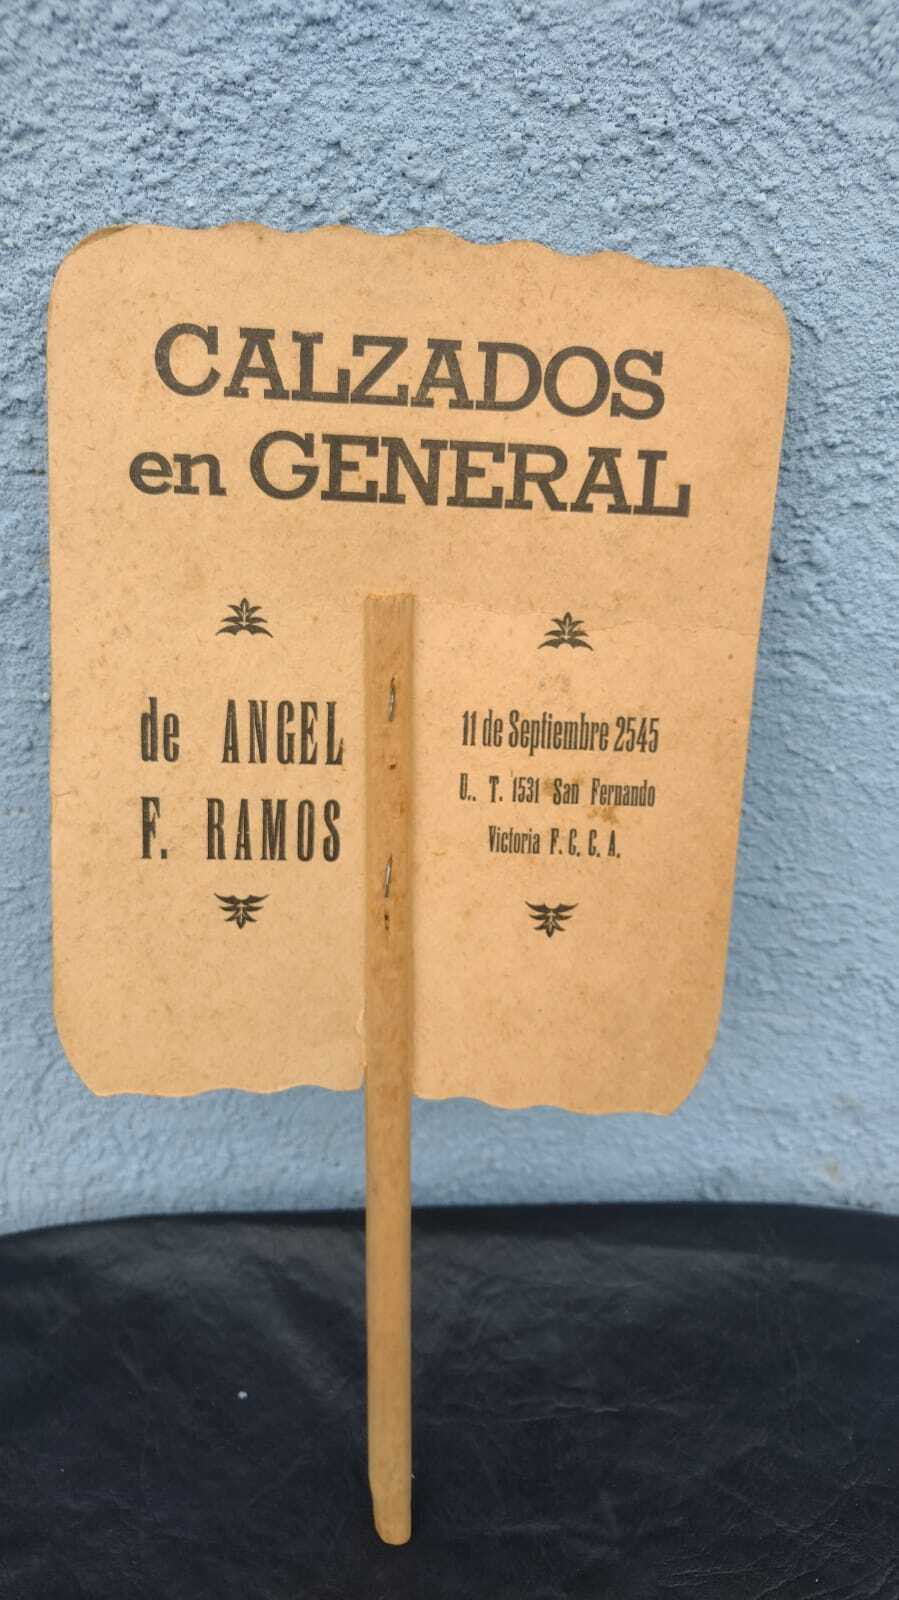 CALZADOS
en GENERAL
de ANGEL
F. RAMOS
11 de Septiembre 2545
U.. T. 1531 San Fernando
Victoria F. C. C. A.